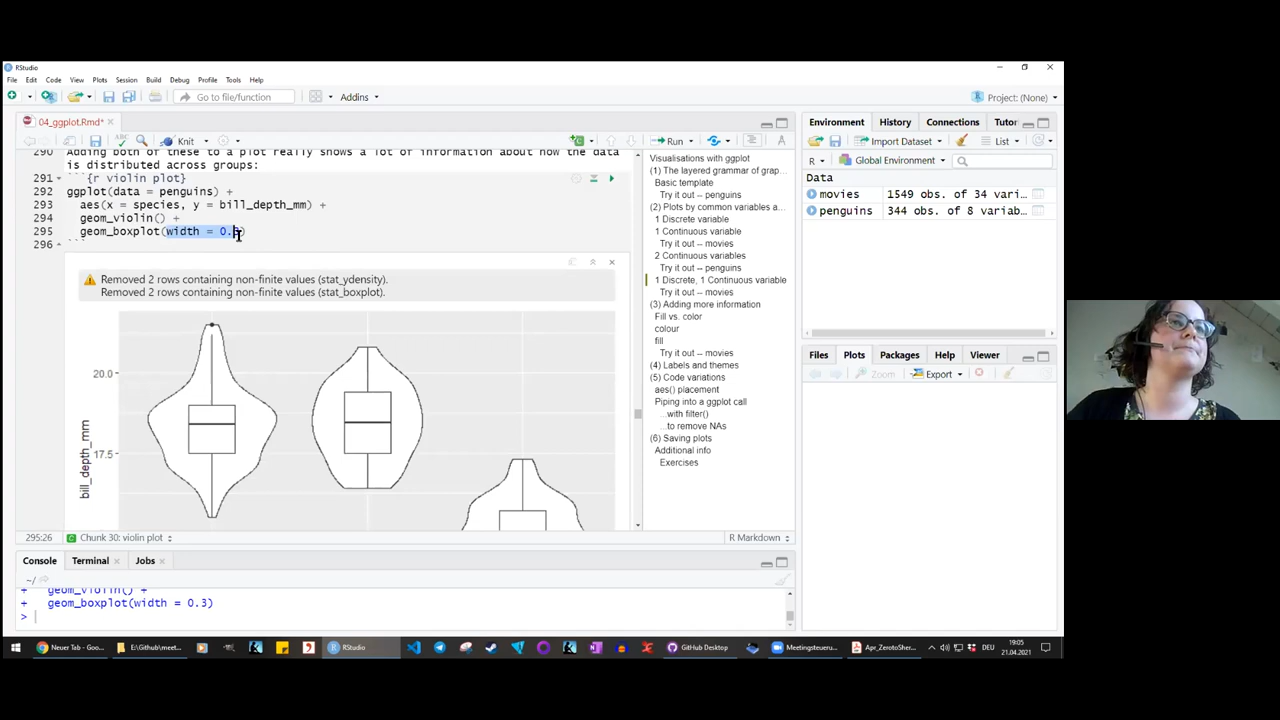 RStudio
File Edit Code View Plots Session Build Debug Profile Tools Help
Go to file/function
Addins
Project: (None)
04_ggplot.Rmd*
Knit
Run
290 Adding both of these to a plot really shows a lot of information about how the data
is distributed across groups:
291 ```{r violin plot}
292 ggplot(data = penguins) +
293 aes(x = species, y = bill_depth_mm) +
294 geom_violin() +
295 geom_boxplot(width = 0.3)
296 ```
Removed 2 rows containing non-finite values (stat_ydensity).
Removed 2 rows containing non-finite values (stat_boxplot).
20.0
17.5
bill_depth_mm
Visualisations with ggplot
(1) The layered grammar of grap...
Basic template
Try it out -- penguins
(2) Plots by common variables a...
1 Discrete variable
1 Continuous variable
Try it out -- movies
2 Continuous variables
Try it out -- penguins
1 Discrete, 1 Continuous variable
Try it out -- movies
(3) Adding more information
Fill vs. color
colour
fill
Try it out -- movies
(4) Labels and themes
(5) Code variations
aes() placement
Piping into a ggplot call
...with filter()
...to remove NAs
(6) Saving plots
Additional info
Exercises
295:26 Chunk 30: violin plot R Markdown
Console Terminal Jobs
~/
+ geom_violin() +
+ geom_boxplot(width = 0.3)
>
Environment History Connections Tutor
Import Dataset List
R Global Environment
Data
movies 1549 obs. of 34 vari...
penguins 344 obs. of 8 variab...
Files Plots Packages Help Viewer
Zoom Export
Neuer Tab - Goo...
E:\Github\meet...
RStudio
GitHub Desktop
Meetingsteueru...
Apr_ZerotoSher...
DEU
19:05
21.04.2021